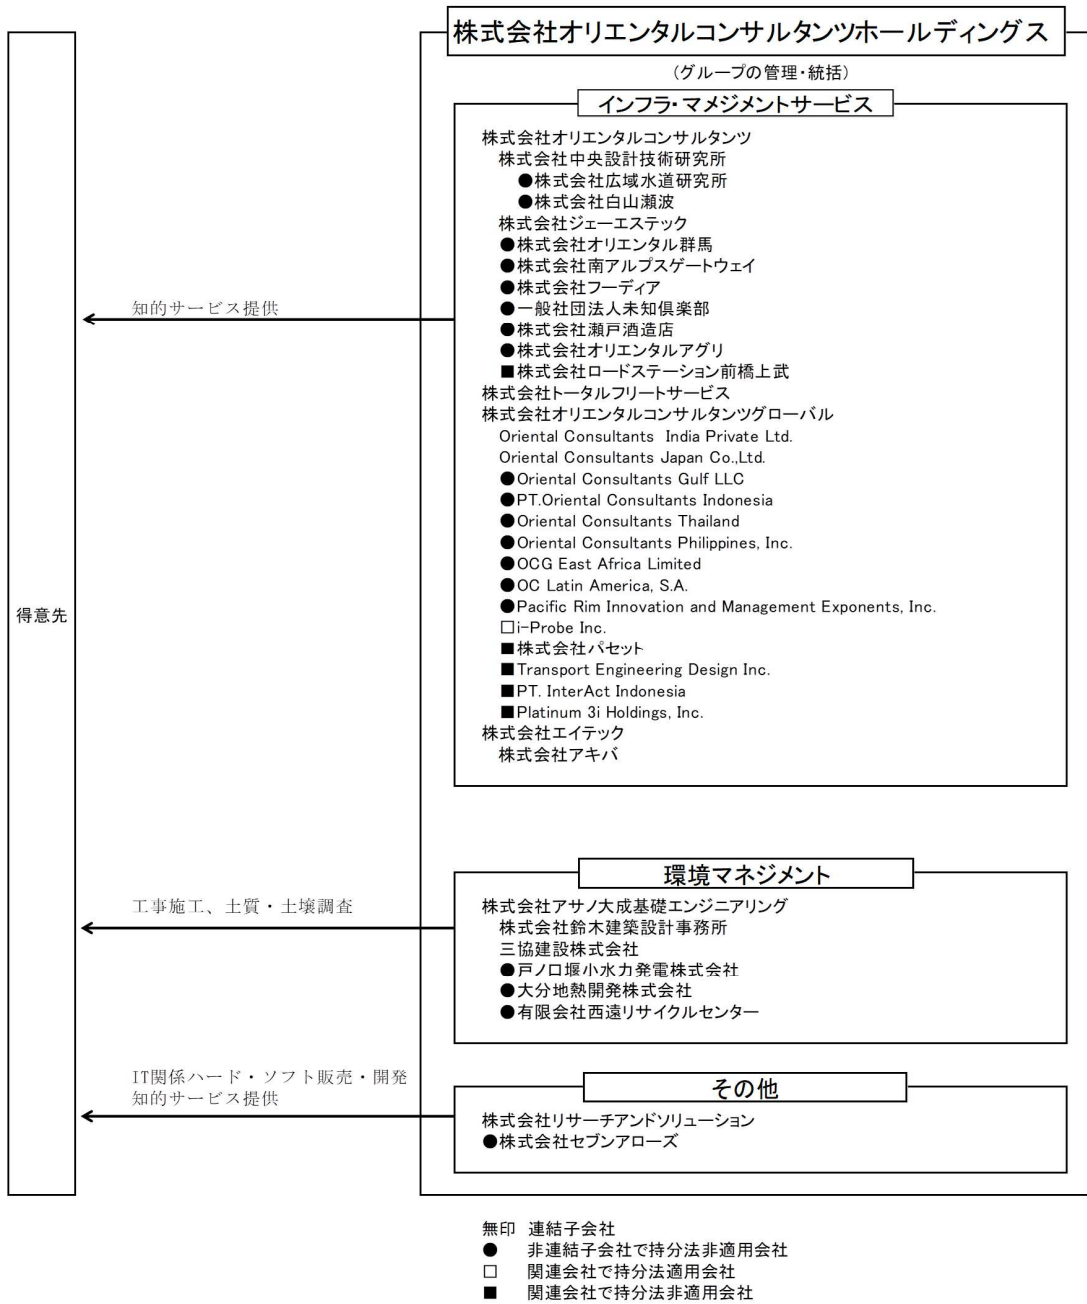 株式会社オリエンタルコンサルタンツホールディングス
(グループの管理・統括)
インフラ・マメジメントサービス
株式会社オリエンタルコンサルタンツ
株式会社中央設計技術研究所
●株式会社広域水道研究所
●株式会社白山瀬波
株式会社ジェーエステック
●株式会社オリエンタル群馬
●株式会社南アルプスゲートウェイ
●株式会社フーディア
知的サービス提供
●一般社団法人未知倶楽部
●株式会社瀬戸酒造店
●株式会社オリエンタルアグリ
■株式会社ロードステーション前橋上武
株式会社トータルフリートサービス
株式会社オリエンタルコンサルタンツグローバル
Oriental Consultants India Private Ltd.
Oriental Consultants Japan Co.,Ltd.
●Oriental Consultants Gulf LLC
●PT.Oriental Consultants Indonesia
●Oriental Consultants Thailand
●Oriental Consultants Philippines, Inc.
●OCG East Africa Limited
●OC Latin America, S.A.
●Pacific Rim Innovation and Management Exponents, Inc.
得意先
□i-Probe Inc.
■株式会社パセット
■Transport Engineering Design Inc.
■PT. InterAct Indonesia
■Platinum 3i Holdings, Inc.
株式会社エイテック
株式会社アキバ
環境マネジメント
工事施工、土質・土壌調査
株式会社アサノ大成基礎エンジニアリング
株式会社鈴木建築設計事務所
三協建設株式会社
●戸ノ口堰小水力発電株式会社
●大分地熱開発株式会社
●有限会社西遠リサイクルセンター
IT関係ハード・ソフト販売・開発
知的サービス提供
その他
株式会社リサーチアンドソリューション
●株式会社セブンアローズ
無印 連結子会社
● 非連結子会社で持分法非適用会社
□ 関連会社で持分法適用会社
■ 関連会社で持分法非適用会社